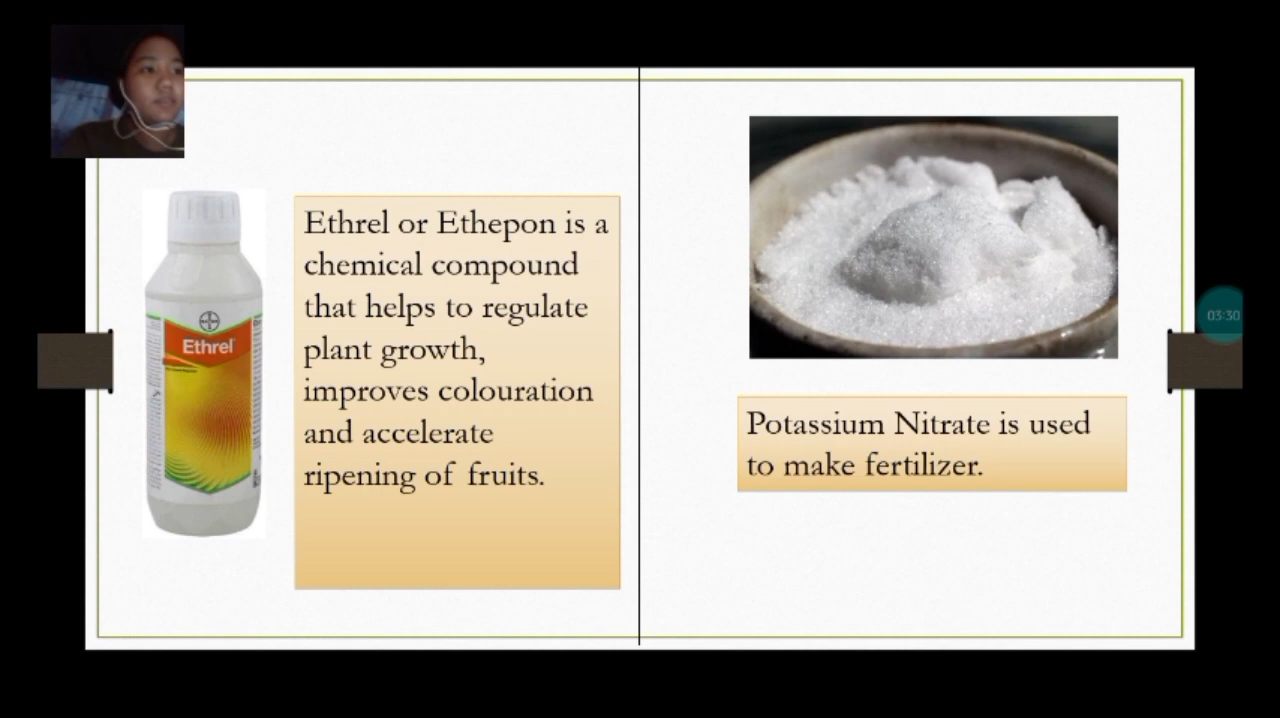 Ethrel
Ethrel or Ethepon is a
chemical compound
that helps to regulate
plant growth,
improves colouration
and accelerate
ripening of fruits.
Potassium Nitrate is used
to make fertilizer.
03:30